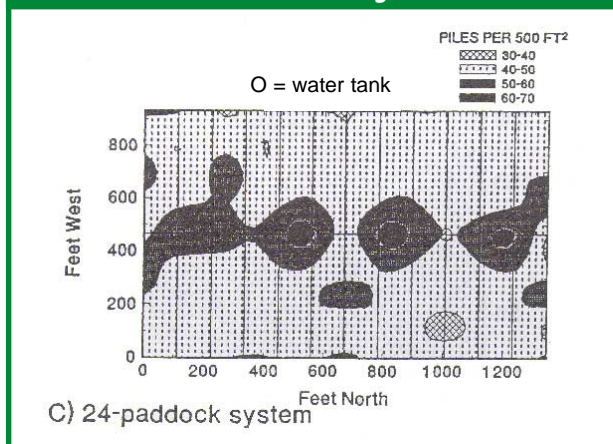 PILES PER 500 FT²
30-40
40-50
50-60
60-70
O = water tank
Feet West
800
600
400
200
0
0 200 400 600 800 1000 1200
Feet North
C) 24-paddock system